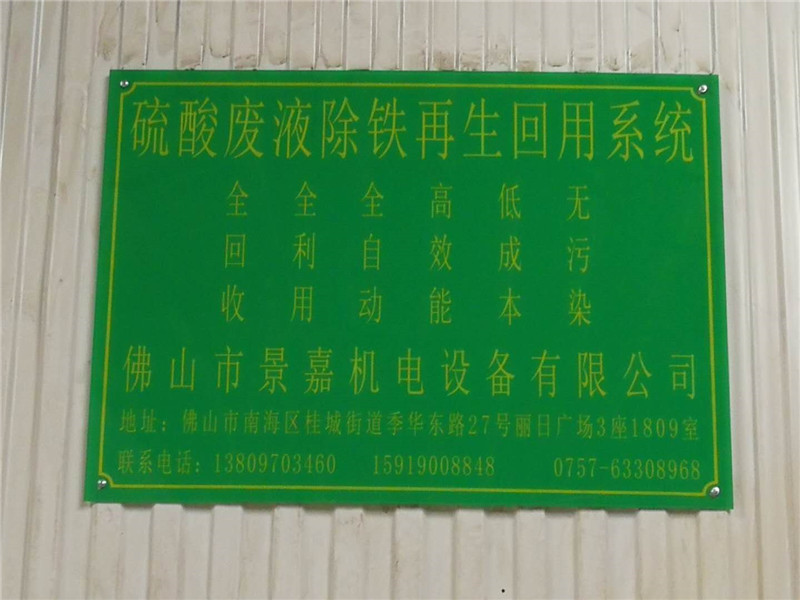 硫酸废液除铁再生回用系统
全回收
全利用
全自动
高效能
低成本
无污染
佛山市景嘉机电设备有限公司
地址：佛山市南海区桂城街道季华东路27号丽日广场3座1809室
联系电话：13809703460 15919008848 0757-63308968